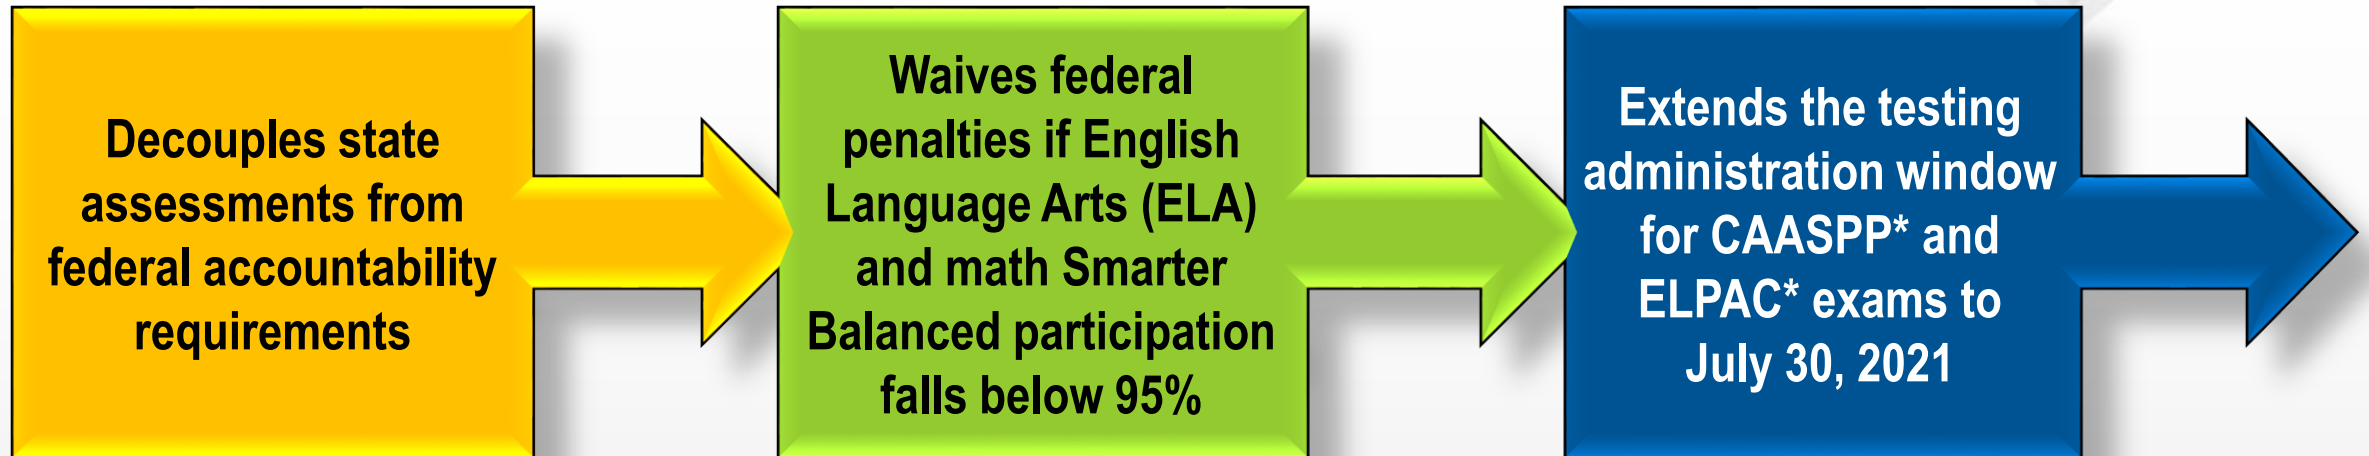 Decouples state
assessments from
federal accountability
requirements
Waives federal
penalties if English
Language Arts (ELA)
and math Smarter
Balanced participation
falls below 95%
Extends the testing
administration window
for CAASPP* and
ELPAC* exams to
July 30, 2021